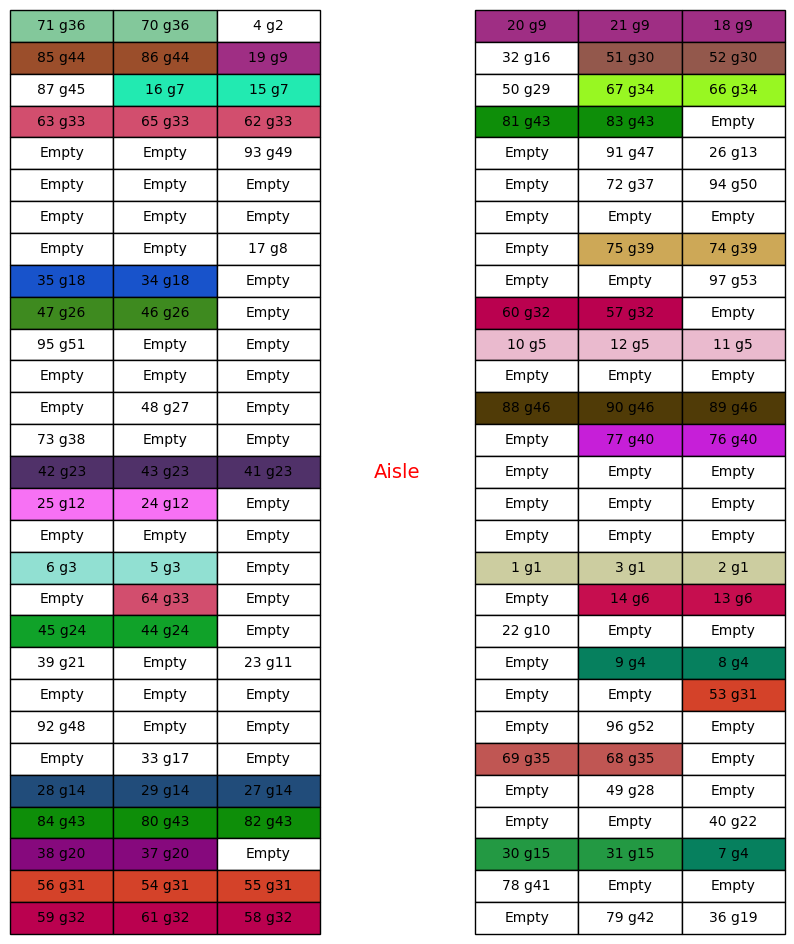 71 g36 70 g36 4 g2 20 g9 21 g9 18 g9
85 g44 86 g44 19 g9 32 g16 51 g30 52 g30
87 g45 16 g7 15 g7 50 g29 67 g34 66 g34
63 g33 65 g33 62 g33 81 g43 83 g43 Empty
Empty Empty 93 g49 Empty 91 g47 26 g13
Empty Empty Empty Empty 72 g37 94 g50
Empty Empty Empty Empty Empty Empty
Empty Empty 17 g8 Empty 75 g39 74 g39
35 g18 34 g18 Empty Empty Empty 97 g53
47 g26 46 g26 Empty 60 g32 57 g32 Empty
95 g51 Empty Empty 10 g5 12 g5 11 g5
Empty Empty Empty Empty Empty Empty
Empty 48 g27 Empty 88 g46 90 g46 89 g46
73 g38 Empty Empty Empty 77 g40 76 g40
42 g23 43 g23 41 g23 Aisle Empty Empty Empty
25 g12 24 g12 Empty Empty Empty Empty
Empty Empty Empty Empty Empty Empty
6 g3 5 g3 Empty 1 g1 3 g1 2 g1
Empty 64 g33 Empty Empty 14 g6 13 g6
45 g24 44 g24 Empty 22 g10 Empty Empty
39 g21 Empty 23 g11 Empty 9 g4 8 g4
Empty Empty Empty Empty Empty 53 g31
92 g48 Empty Empty Empty 96 g52 Empty
Empty 33 g17 Empty 69 g35 68 g35 Empty
28 g14 29 g14 27 g14 Empty 49 g28 Empty
84 g43 80 g43 82 g43 Empty Empty 40 g22
38 g20 37 g20 Empty 30 g15 31 g15 7 g4
56 g31 54 g31 55 g31 78 g41 Empty Empty
59 g32 61 g32 58 g32 Empty 79 g42 36 g19